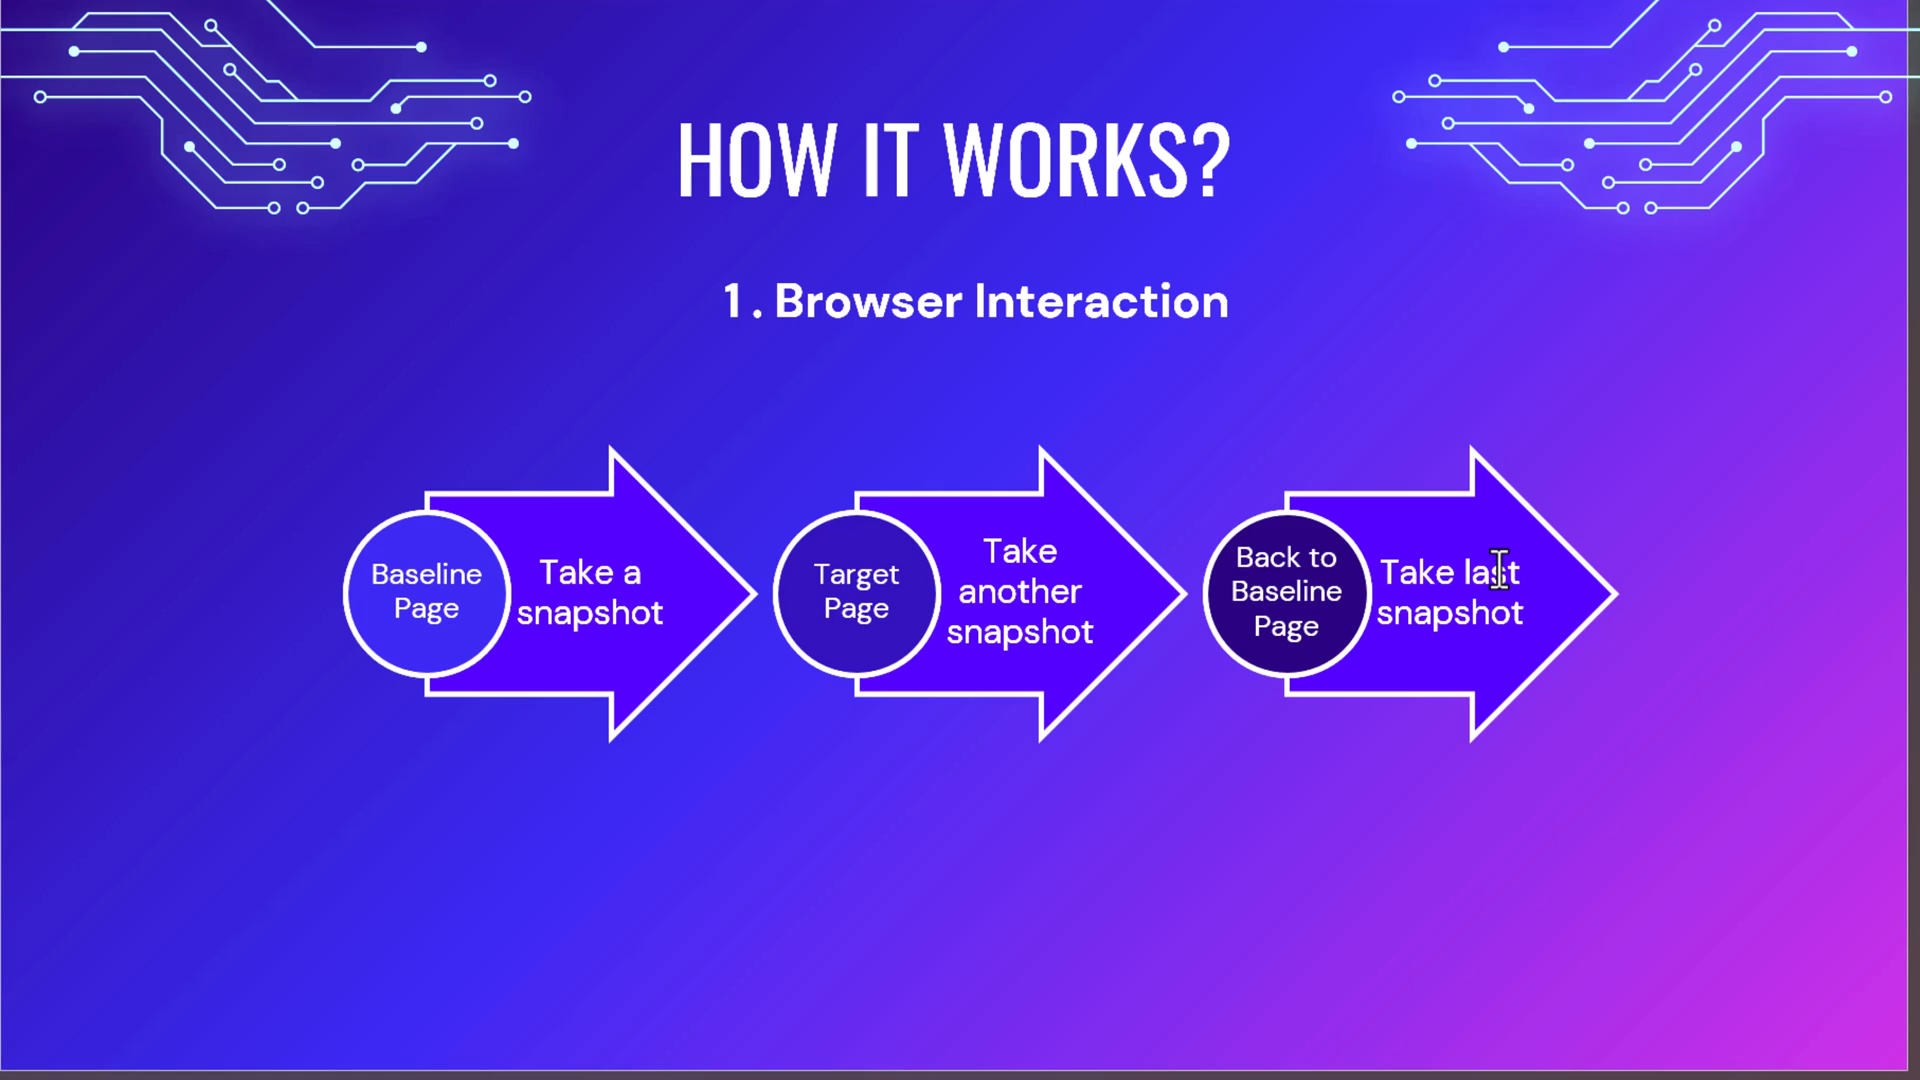 HOW IT WORKS?
1. Browser Interaction
Baseline
Page
Take a
snapshot
Target
Page
Take
another
snapshot
Back to
Baseline
Page
Take last
snapshot